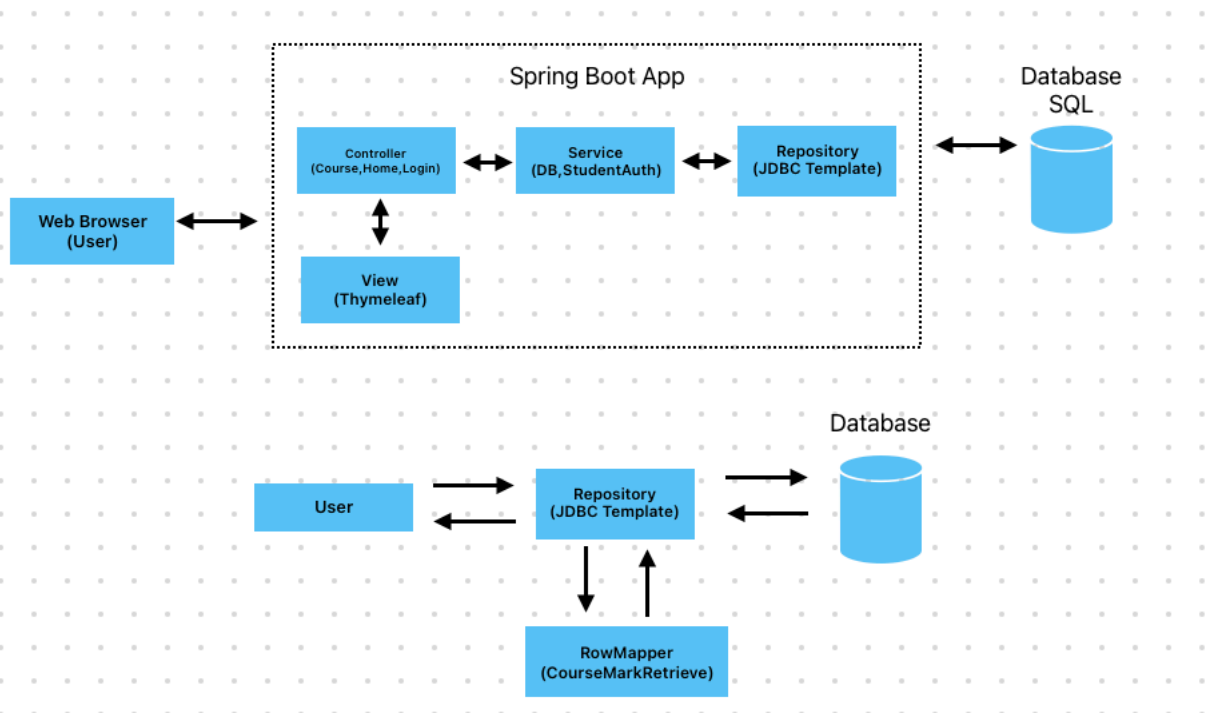 Spring Boot App
Database
SQL
Controller
(Course,Home,Login)
Service
(DB,StudentAuth)
Repository
(JDBC Template)
Web Browser
(User)
View
(Thymeleaf)
Database
User
Repository
(JDBC Template)
RowMapper
(CourseMarkRetrieve)